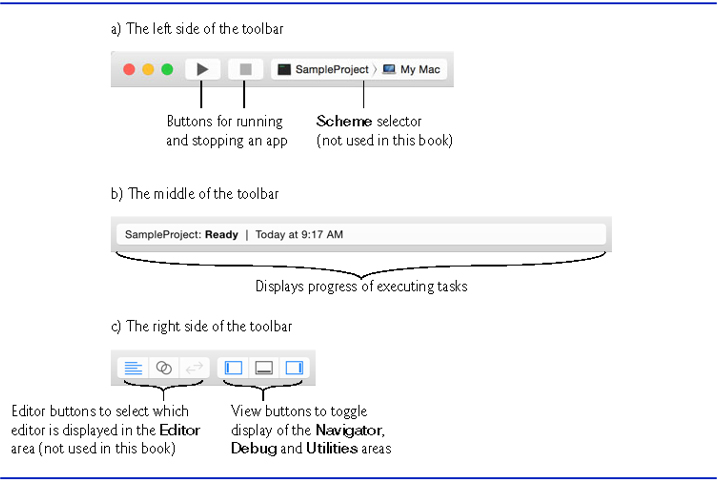 a) The left side of the toolbar
SampleProject 〉 My Mac
Buttons for running
and stopping an app
Scheme selector
(not used in this book)
b) The middle of the toolbar
SampleProject: Ready | Today at 9:17 AM
Displays progress of executing tasks
c) The right side of the toolbar
Editor buttons to select which
editor is displayed in the Editor
area (not used in this book)
View buttons to toggle
display of the Navigator,
Debug and Utilities areas